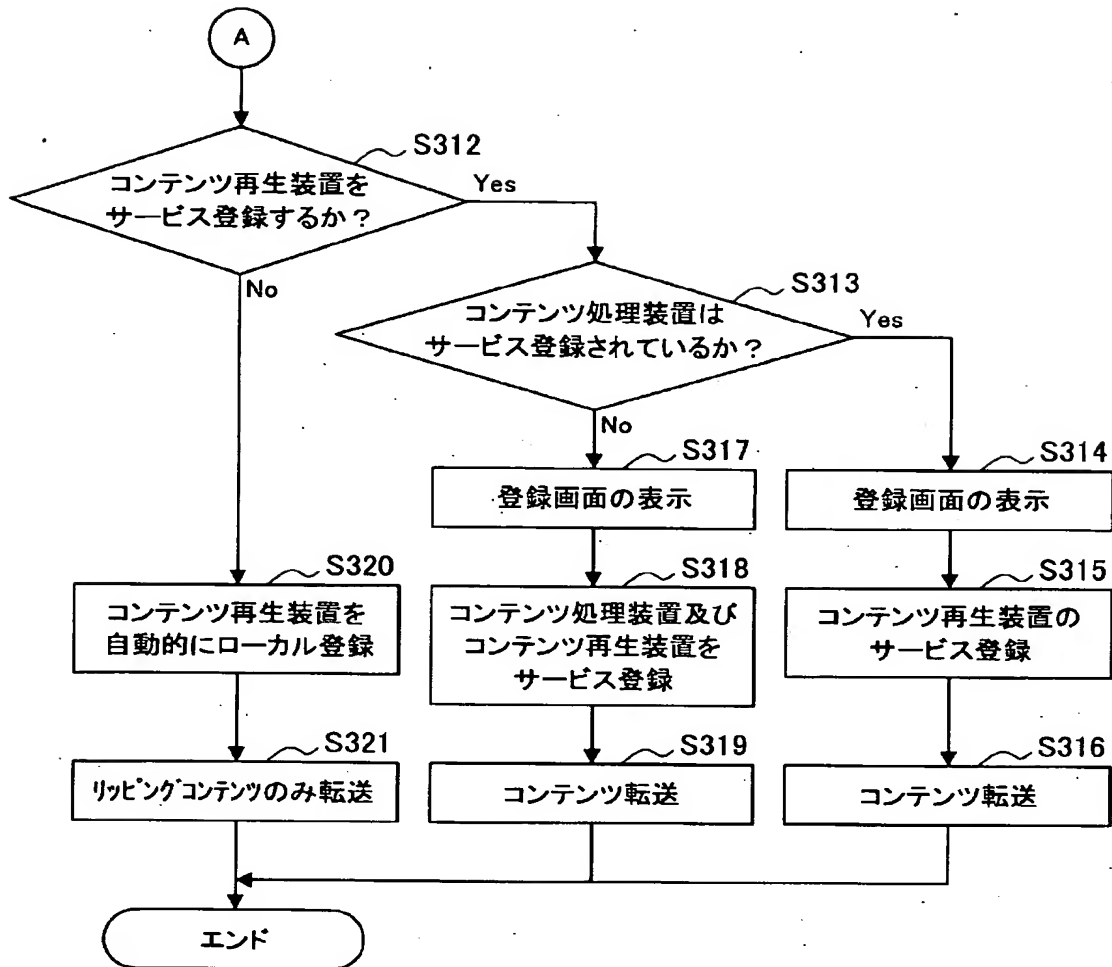 A
S312
コンテンツ再生装置を
サービス登録するか？
Yes
No
S313
コンテンツ処理装置は
サービス登録されているか？
Yes
No
S317
登録画面の表示
S314
登録画面の表示
S320
コンテンツ再生装置を
自動的にローカル登録
S318
コンテンツ処理装置及び
コンテンツ再生装置を
サービス登録
S315
コンテンツ再生装置の
サービス登録
S321
リッピングコンテンツのみ転送
S319
コンテンツ転送
S316
コンテンツ転送
エンド